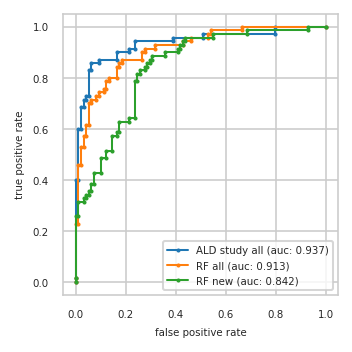 1.0
0.8
0.6
0.4
0.2
0.0
true positive rate
ALD study all (auc: 0.937)
RF all (auc: 0.913)
RF new (auc: 0.842)
0.0 0.2 0.4 0.6 0.8 1.0
false positive rate